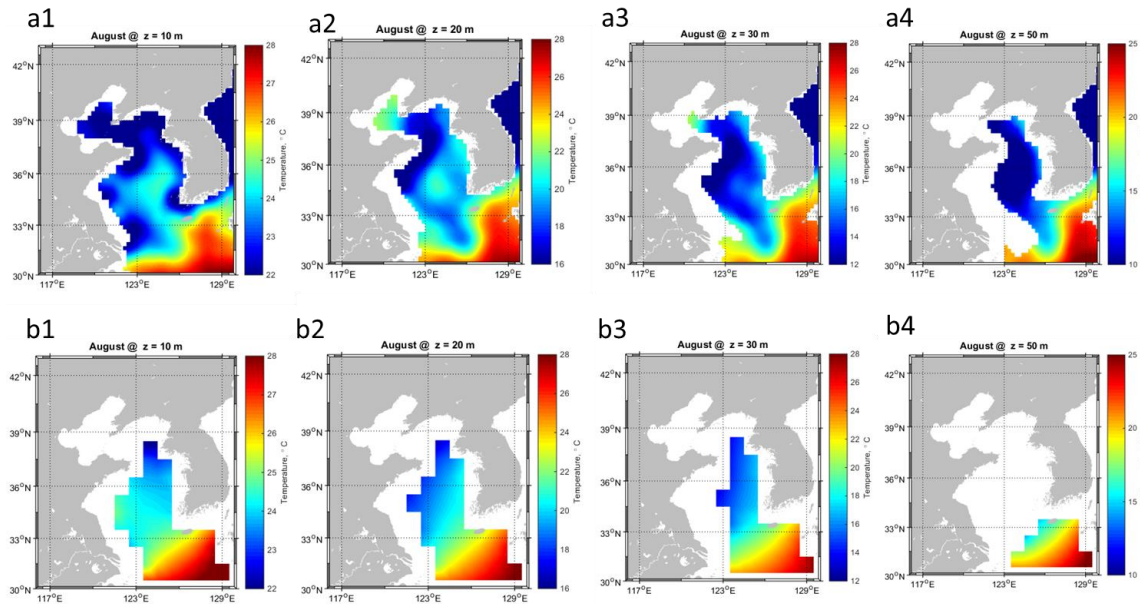 a1
a2
a3
a4
August @ z = 10 m
August @ z = 20 m
August @ z = 30 m
August @ z = 50 m
42°N
39°N
36°N
33°N
30°N
117°E
123°E
129°E
28
27
26
25
24
23
22
Temperature, °C
42°N
39°N
36°N
33°N
30°N
117°E
123°E
129°E
28
26
24
22
20
18
16
Temperature, °C
42°N
39°N
36°N
33°N
30°N
117°E
123°E
129°E
28
26
24
22
20
18
16
14
12
Temperature, °C
42°N
39°N
36°N
33°N
30°N
117°E
123°E
129°E
25
20
15
10
b1
b2
b3
b4
August @ z = 10 m
August @ z = 20 m
August @ z = 30 m
August @ z = 50 m
42°N
39°N
36°N
33°N
30°N
117°E
123°E
129°E
28
27
26
25
24
23
22
Temperature, °C
42°N
39°N
36°N
33°N
30°N
117°E
123°E
129°E
28
26
24
22
20
18
16
Temperature, °C
42°N
39°N
36°N
33°N
30°N
117°E
123°E
129°E
28
26
24
22
20
18
16
14
12
Temperature, °C
42°N
39°N
36°N
33°N
30°N
117°E
123°E
129°E
25
20
15
10